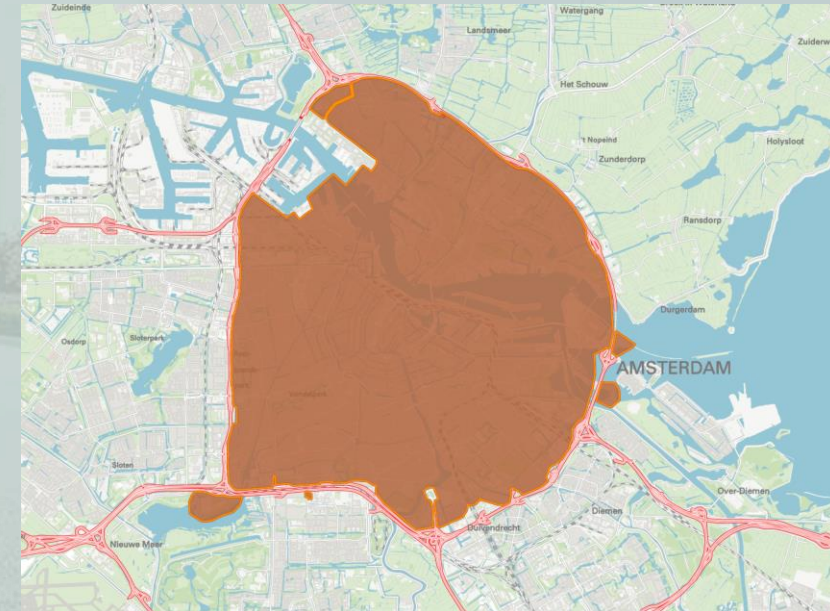 Zuideinde
Watergang
Landsmeer
Zuiderw
Het Schouw
't Nopeind
Zunderdorp
Holysloot
Ransdorp
Durgerdam
Osdorp
Sloterpark
AMSTERDAM
Sloten
Over-Diemen
Diemen
Duivendrecht
Nieuwe Meer